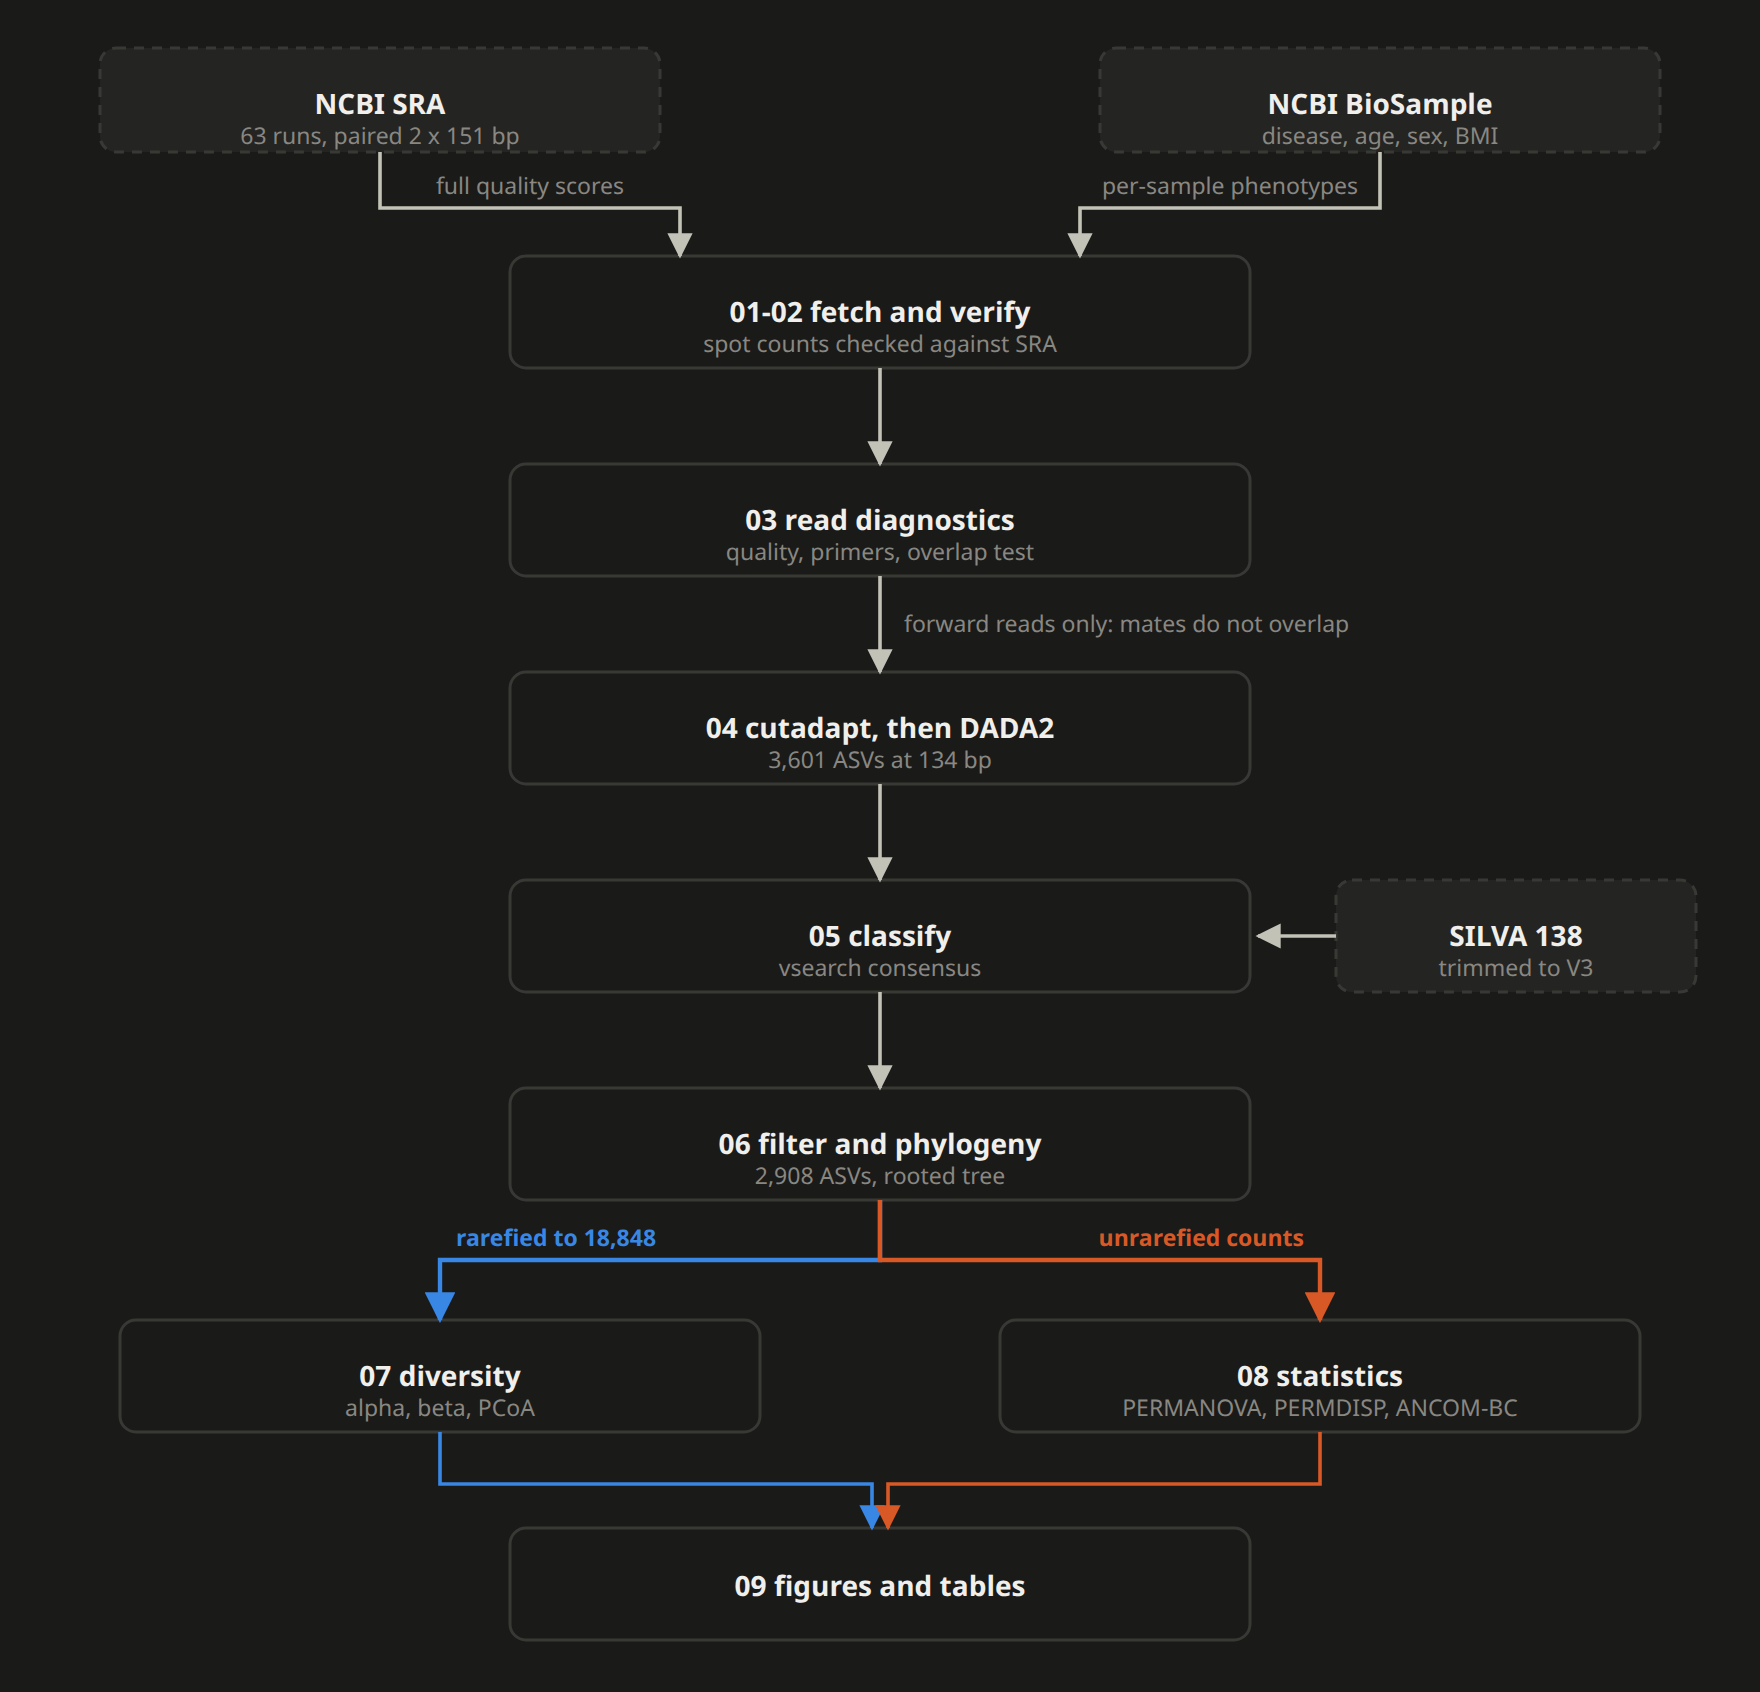 NCBI SRA
63 runs, paired 2 x 151 bp
NCBI BioSample
disease, age, sex, BMI
full quality scores
per-sample phenotypes
01-02 fetch and verify
spot counts checked against SRA
03 read diagnostics
quality, primers, overlap test
forward reads only: mates do not overlap
04 cutadapt, then DADA2
3,601 ASVs at 134 bp
05 classify
vsearch consensus
SILVA 138
trimmed to V3
06 filter and phylogeny
2,908 ASVs, rooted tree
rarefied to 18,848
unrarefied counts
07 diversity
alpha, beta, PCoA
08 statistics
PERMANOVA, PERMDISP, ANCOM-BC
09 figures and tables